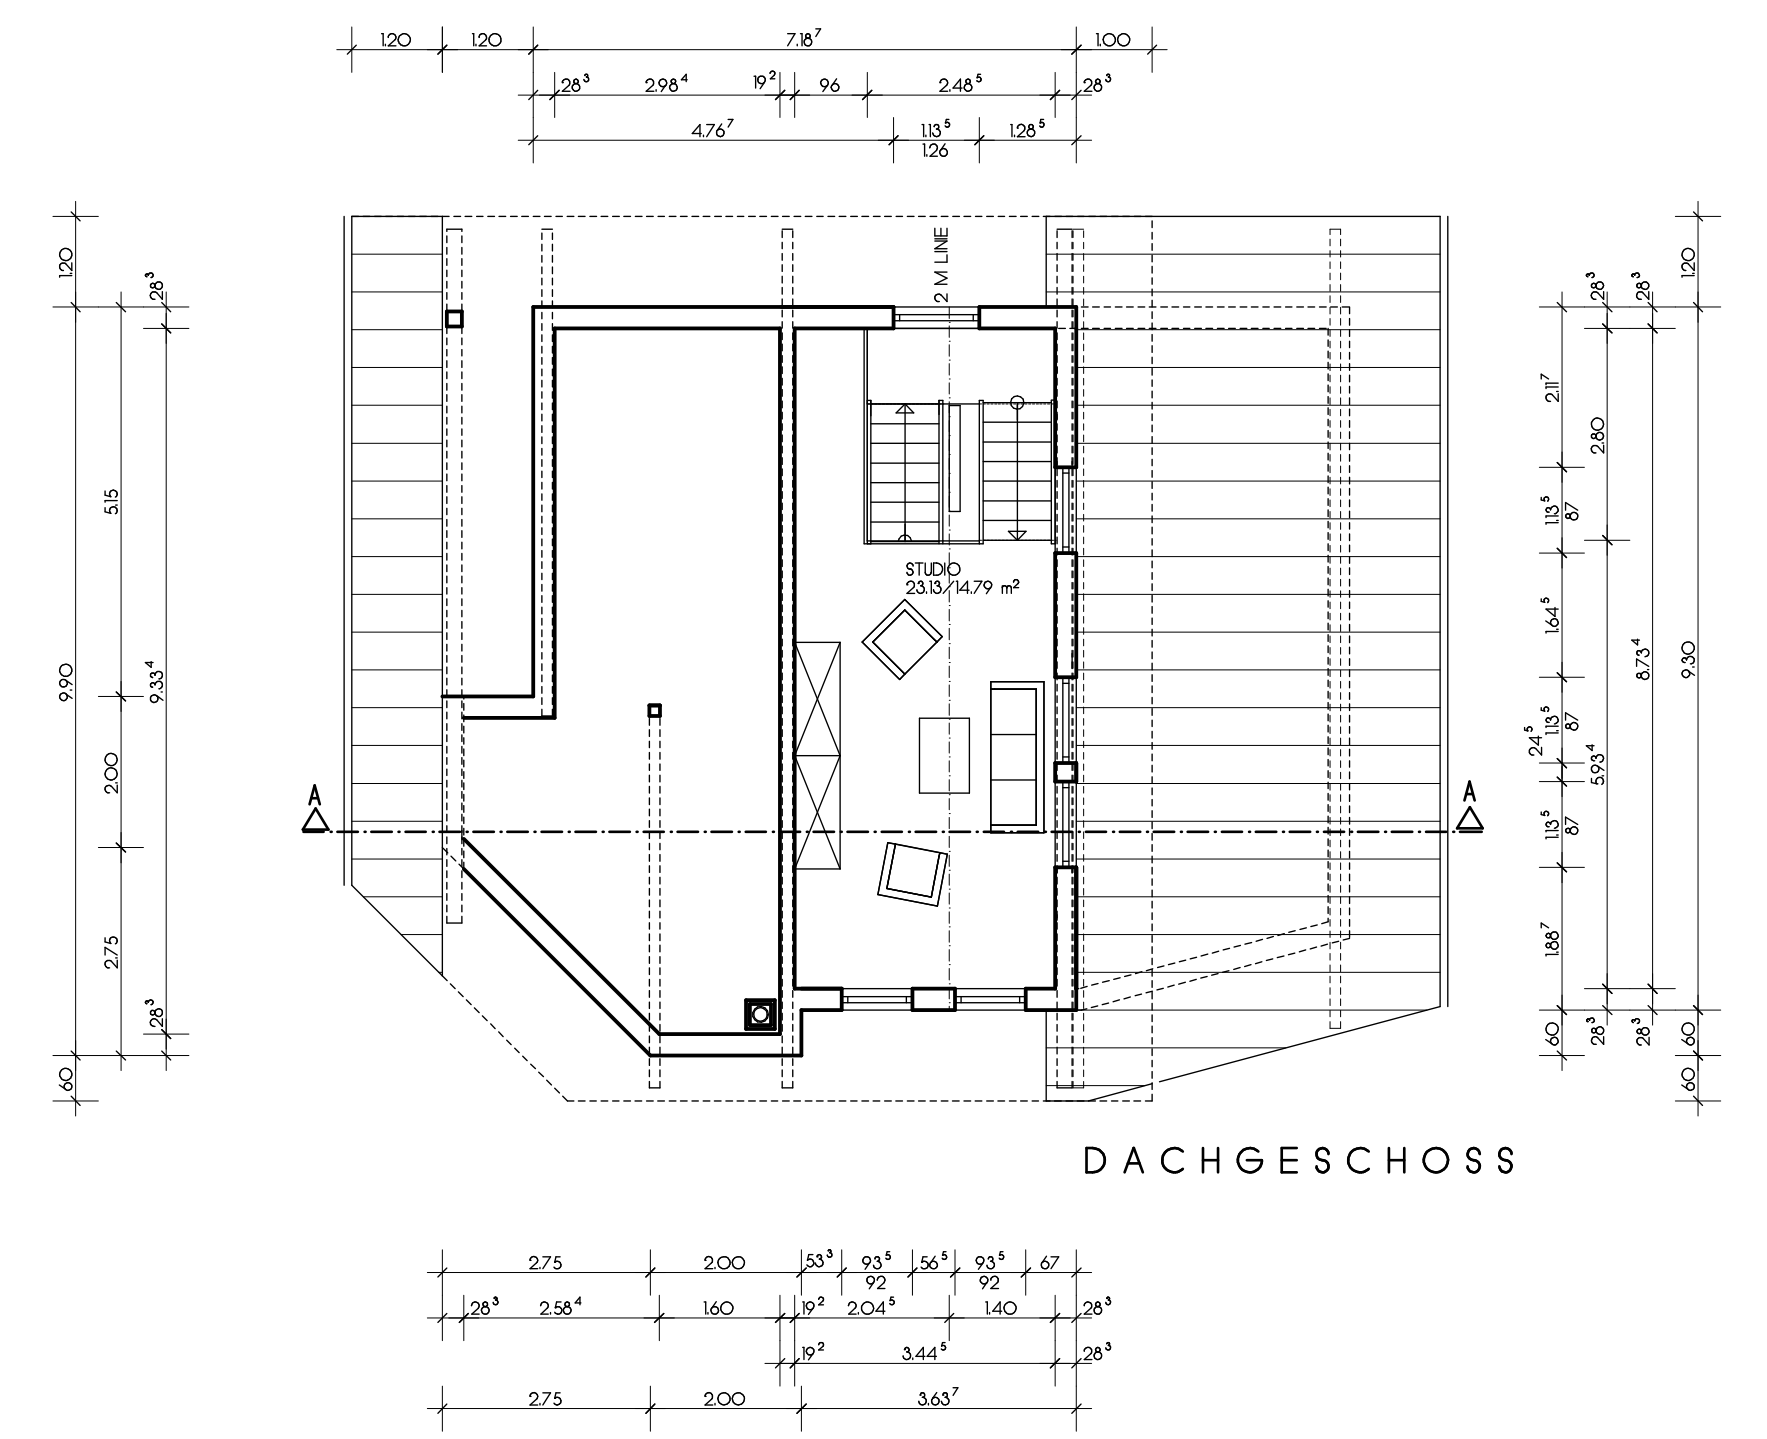 1.20 1.20 7.18⁷ 1.00
28³ 2.98⁴ 19² 96 2.48⁵ 28³
4.76⁷ 1.13⁵ 1.28⁵
1.26
2 M LINIE
1.20
9.90
60
5.15
2.00
2.75
28³
9.33⁴
28³
STUDIO
23.13/14.79 m²
A
A
2.11⁷
1.13⁵
87
1.64⁵
1.13⁵
87
24⁵
1.13⁵
87
1.88⁷
60
28³
2.80
5.93⁴
28³
28³
8.73⁴
28³
1.20
9.30
60
60
DACHGESCHOSS
2.75 2.00 53³ 93⁵ 56⁵ 93⁵ 67
92 92
28³ 2.58⁴ 1.60 19² 2.04⁵ 1.40 28³
19² 3.44⁵ 28³
2.75 2.00 3.63⁷